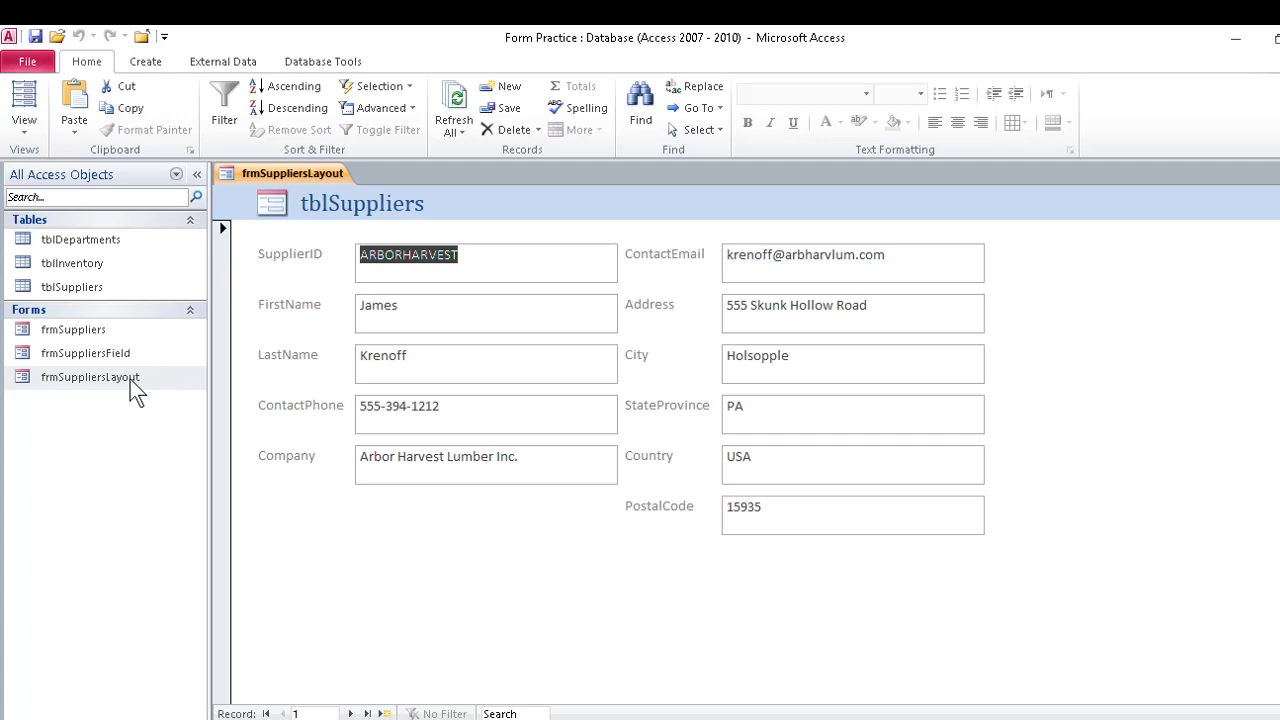 Form Practice : Database (Access 2007 - 2010) - Microsoft Access
File Home Create External Data Database Tools
View
Views
Paste
Cut
Copy
Format Painter
Clipboard
Filter
Ascending
Descending
Remove Sort
Selection
Advanced
Toggle Filter
Sort & Filter
Refresh
All
New
Save
Delete
Totals
Spelling
More
Records
Find
Replace
Go To
Select
Find
B I U A
Text Formatting
All Access Objects
Search...
Tables
tblDepartments
tblInventory
tblSuppliers
Forms
frmSuppliers
frmSuppliersField
frmSuppliersLayout
frmSuppliersLayout
tblSuppliers
SupplierID ARBORHARVEST
FirstName James
LastName Krenoff
ContactPhone 555-394-1212
Company Arbor Harvest Lumber Inc.
ContactEmail krenoff@arbharvlum.com
Address 555 Skunk Hollow Road
City Holsopple
StateProvince PA
Country USA
PostalCode 15935
Record: 1 No Filter Search